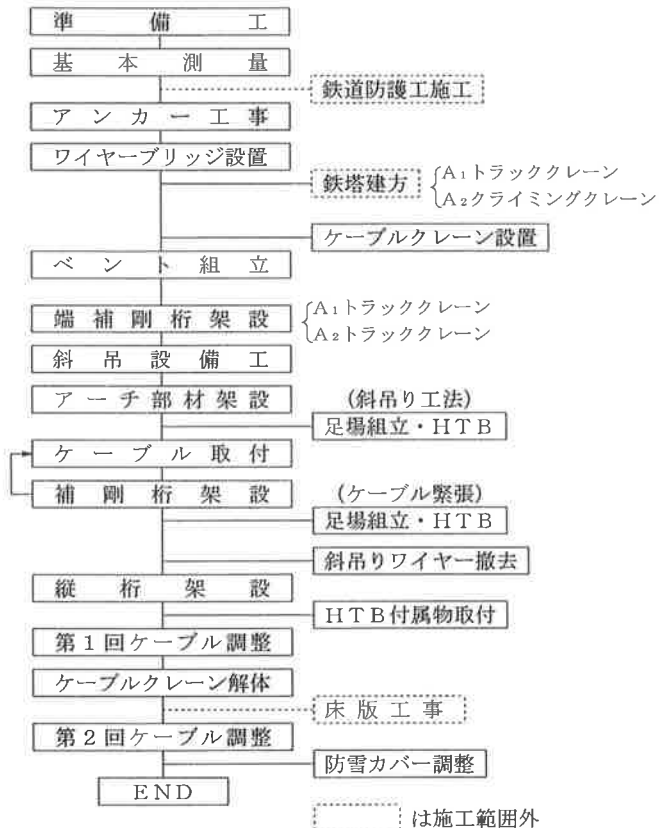 準備工
基本測量
鉄道防護工施工
アンカー工事
ワイヤーブリッジ設置
鉄塔建方
A1トラッククレーン
A2クライミングクレーン
ケーブルクレーン設置
ベント組立
端補剛桁架設
A1トラッククレーン
A2トラッククレーン
斜吊設備工
アーチ部材架設
(斜吊り工法)
足場組立・HTB
ケーブル取付
補剛桁架設
(ケーブル緊張)
足場組立・HTB
斜吊りワイヤー撤去
縦桁架設
HTB付属物取付
第1回ケーブル調整
ケーブルクレーン解体
床版工事
第2回ケーブル調整
防雪カバー調整
END
は施工範囲外